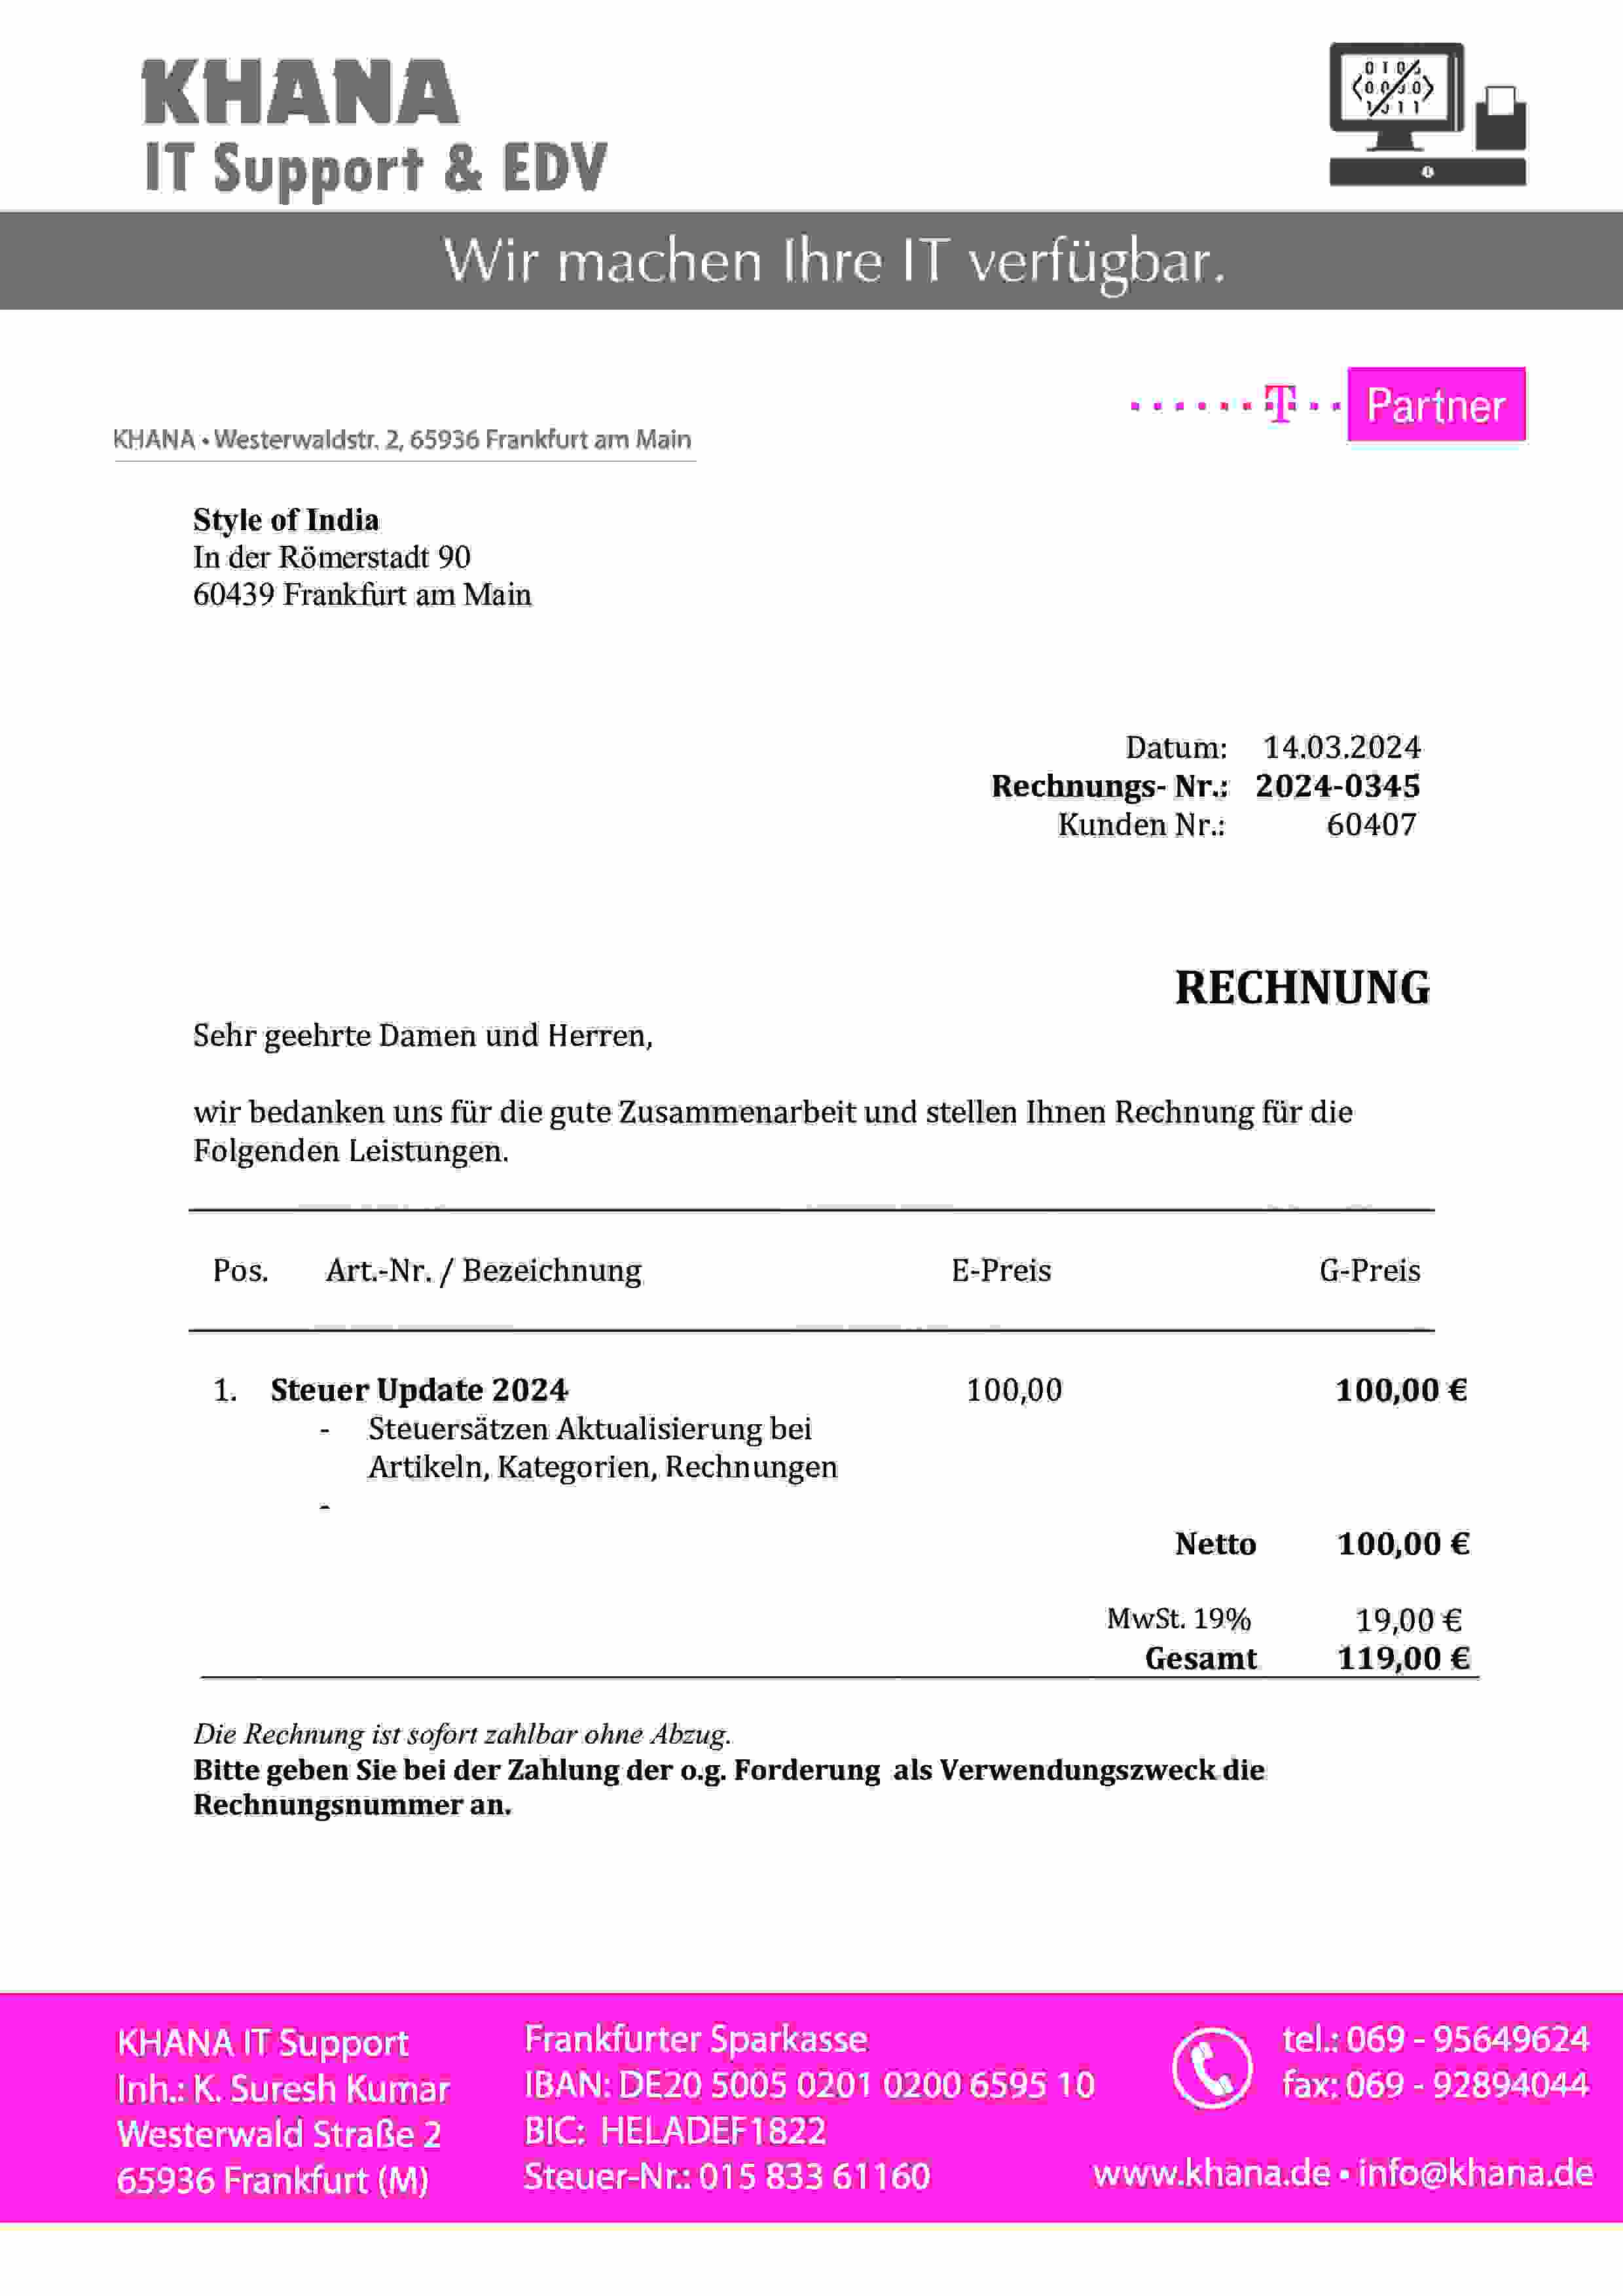 KHANA
IT Support & EDV
Wir machen Ihre IT verfügbar.
T Partner
KHANA • Westerwaldstr. 2, 65936 Frankfurt am Main
Style of India
In der Römerstadt 90
60439 Frankfurt am Main
Datum: 14.03.2024
Rechnungs- Nr.: 2024-0345
Kunden Nr.: 60407
RECHNUNG
Sehr geehrte Damen und Herren,
wir bedanken uns für die gute Zusammenarbeit und stellen Ihnen Rechnung für die
Folgenden Leistungen.
Pos. Art.-Nr. / Bezeichnung E-Preis G-Preis
1. Steuer Update 2024 100,00 100,00 €
- Steuersätzen Aktualisierung bei
Artikeln, Kategorien, Rechnungen
-
Netto 100,00 €
MwSt. 19% 19,00 €
Gesamt 119,00 €
Die Rechnung ist sofort zahlbar ohne Abzug.
Bitte geben Sie bei der Zahlung der o.g. Forderung als Verwendungszweck die
Rechnungsnummer an.
KHANA IT Support
Inh.: K. Suresh Kumar
Westerwald Straße 2
65936 Frankfurt (M)
Frankfurter Sparkasse
IBAN: DE20 5005 0201 0200 6595 10
BIC: HELADEF1822
Steuer-Nr.: 015 833 61160
tel.: 069 - 95649624
fax: 069 - 92894044
www.khana.de • info@khana.de